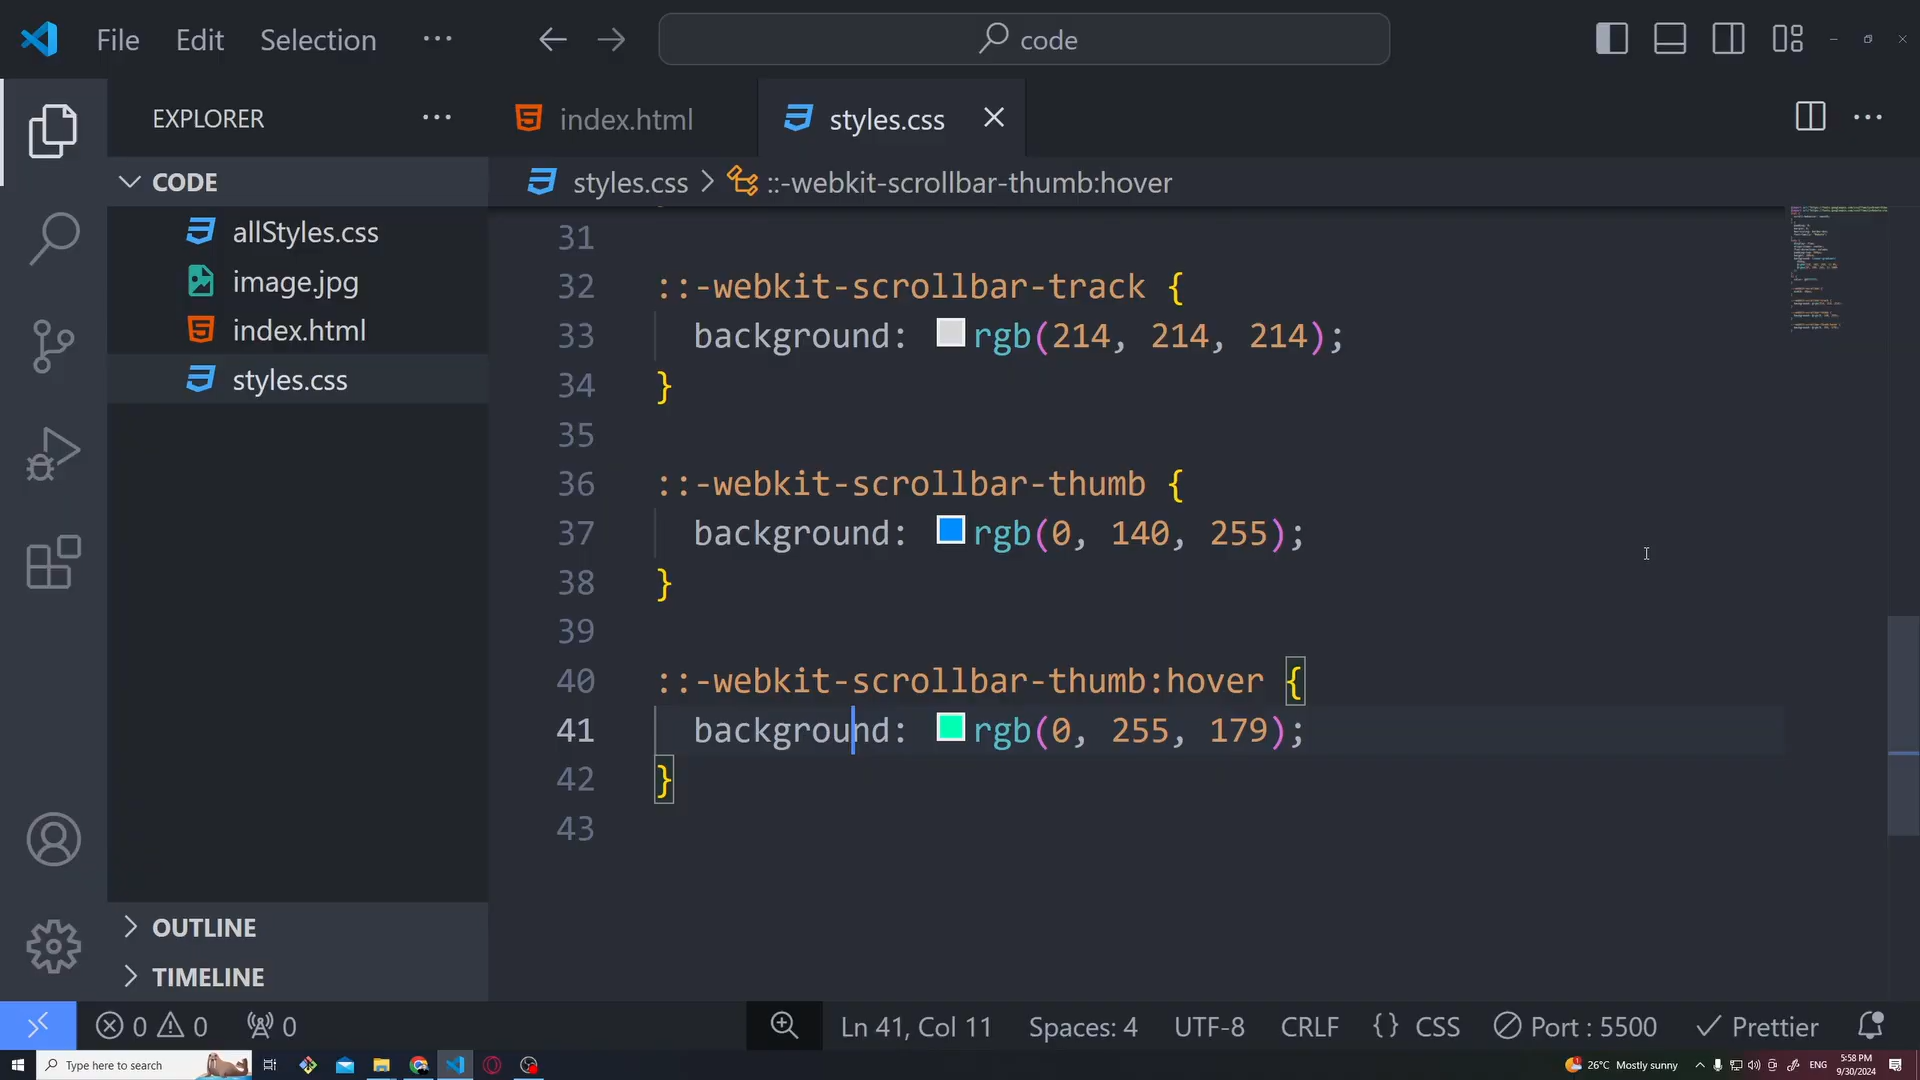 File Edit Selection ···
code
EXPLORER ···
index.html
styles.css
CODE
styles.css > ::-webkit-scrollbar-thumb:hover
allStyles.css
image.jpg
index.html
styles.css
31
32 ::-webkit-scrollbar-track {
33 background: rgb(214, 214, 214);
34 }
35
36 ::-webkit-scrollbar-thumb {
37 background: rgb(0, 140, 255);
38 }
39
40 ::-webkit-scrollbar-thumb:hover {
41 background: rgb(0, 255, 179);
42 }
43
OUTLINE
TIMELINE
0 0 0 Ln 41, Col 11 Spaces: 4 UTF-8 CRLF {} CSS Port : 5500 Prettier
Type here to search
26°C Mostly sunny ENG 5:58 PM
9/30/2024